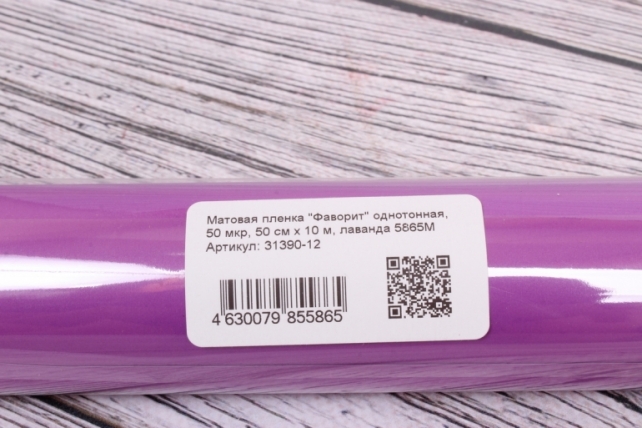 Матовая пленка "Фаворит" однотонная,
50 мкр, 50 см х 10 м, лаванда 5865М
Артикул: 31390-12
4 630079 855865